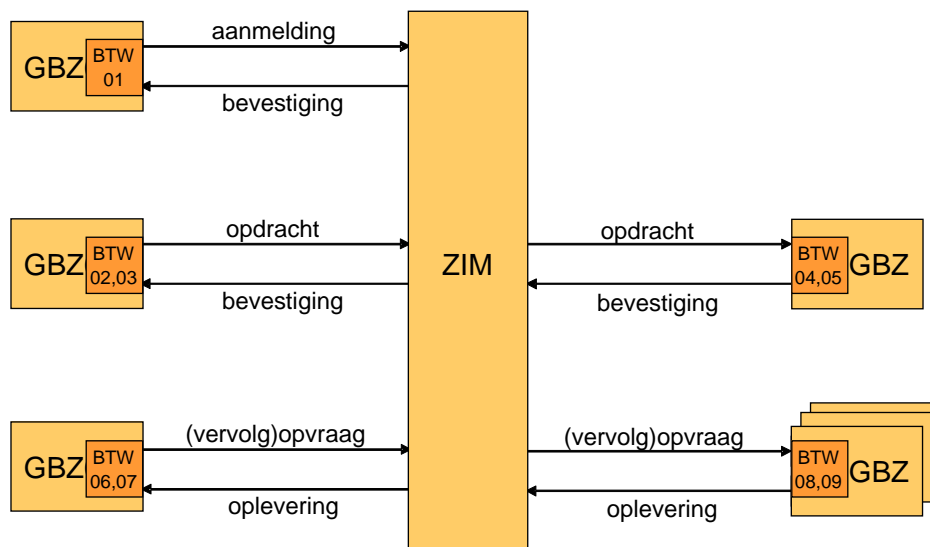 aanmelding
GBZ
BTW
01
bevestiging
opdracht
GBZ
BTW
02,03
bevestiging
ZIM
opdracht
BTW
04,05
GBZ
bevestiging
(vervolg)opvraag
GBZ
BTW
06,07
oplevering
(vervolg)opvraag
BTW
08,09
GBZ
oplevering